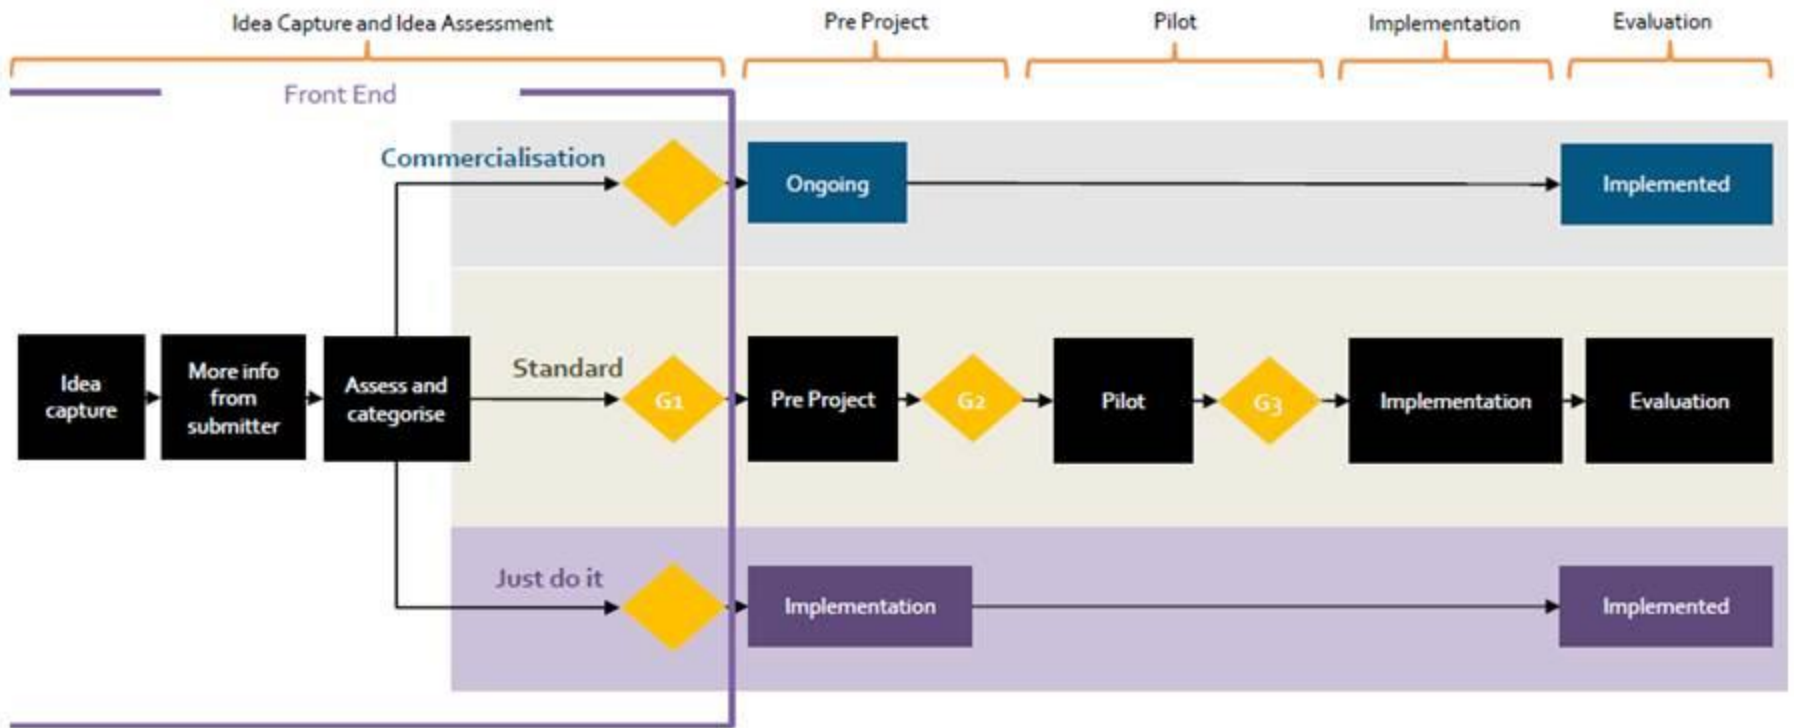 Idea Capture and Idea Assessment
Pre Project
Pilot
Implementation
Evaluation
Front End
Commercialisation
Ongoing
Implemented
Idea
capture
More info
from
submitter
Assess and
categorise
Standard
G1
Pre Project
G2
Pilot
G3
Implementation
Evaluation
Just do it
Implementation
Implemented